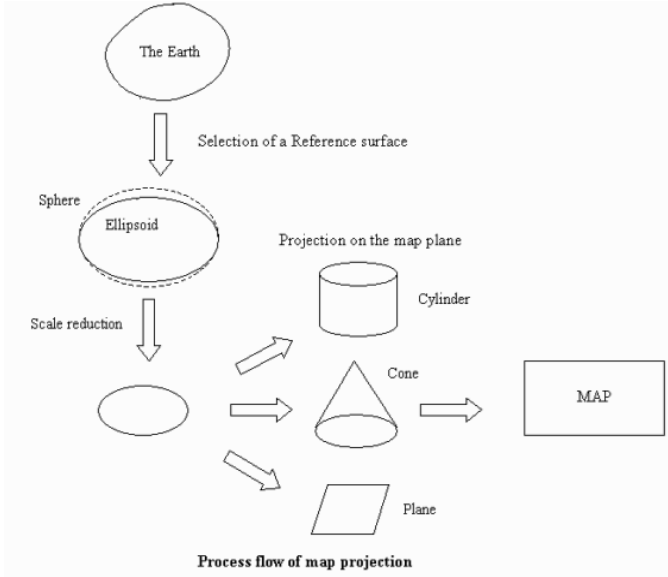 The Earth
Selection of a Reference surface
Sphere
Ellipsoid
Projection on the map plane
Cylinder
Scale reduction
Cone
MAP
Plane
Process flow of map projection